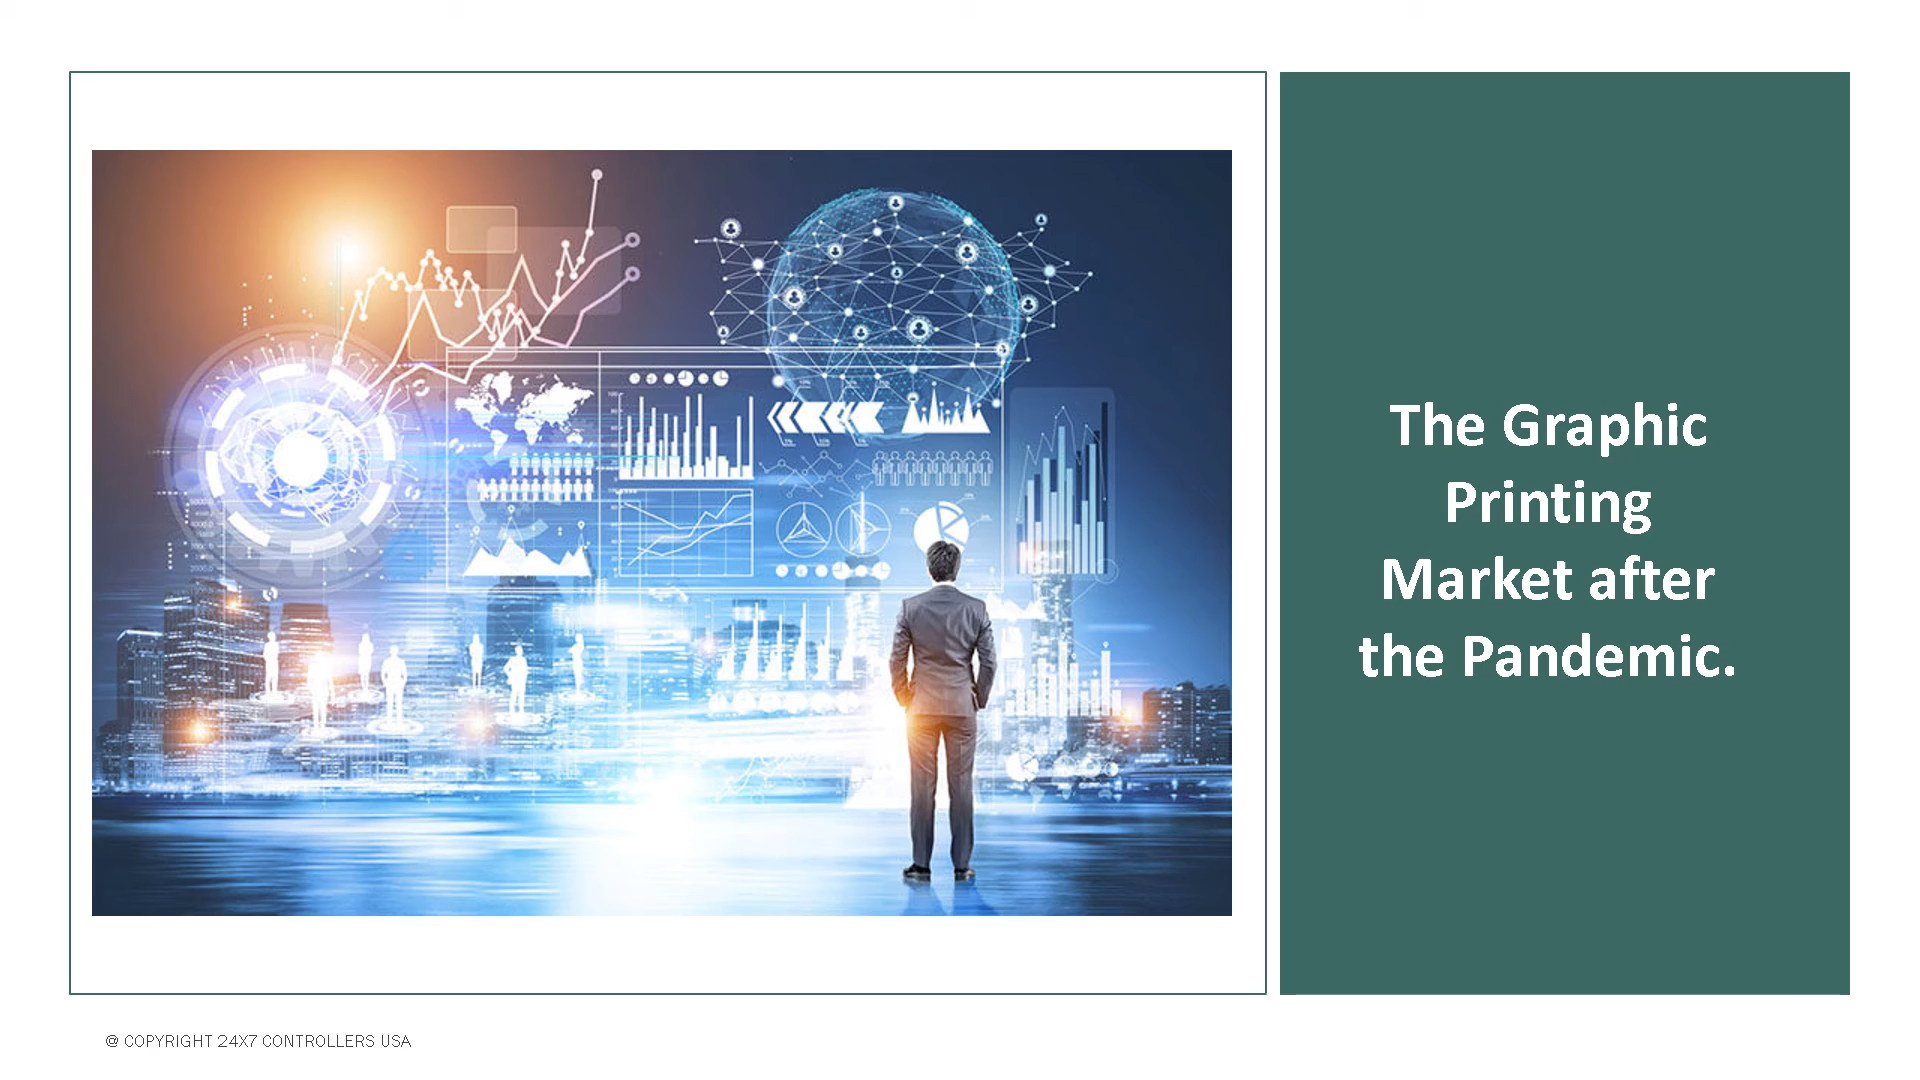 The Graphic
Printing
Market after
the Pandemic.
@ COPYRIGHT 24X7 CONTROLLERS USA